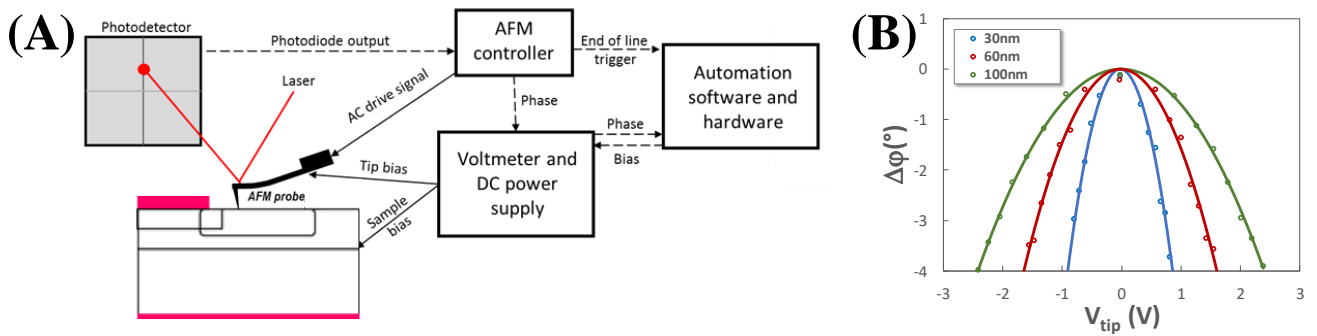 (A)
Photodetector
Photodiode output
AFM
controller
End of line
trigger
Automation
software and
hardware
Laser
AC drive signal
Phase
Phase
Bias
Voltmeter and
DC power
supply
Tip bias
AFM probe
Sample
bias
(B)
1
0
-1
-2
-3
-4
Δφ(°)
30nm
60nm
100nm
-3
-2
-1
0
1
2
3
Vtip (V)